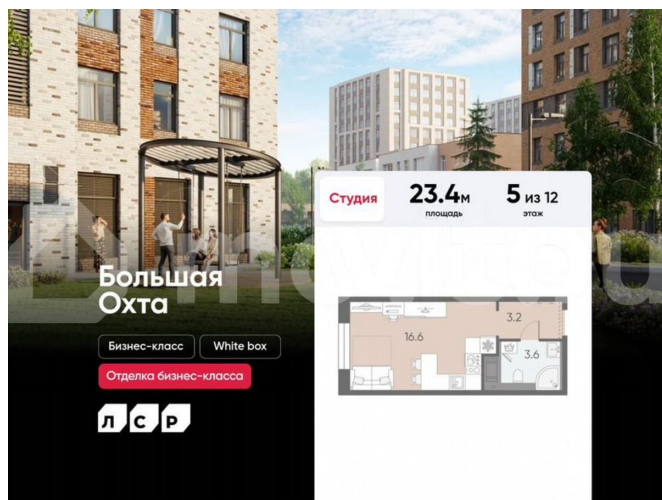 Студия
23.4м
площадь
5 из 12
этаж
Большая
Охта
Бизнес-класс
White box
Отделка бизнес-класса
ЛСР
16.6
3.2
3.6